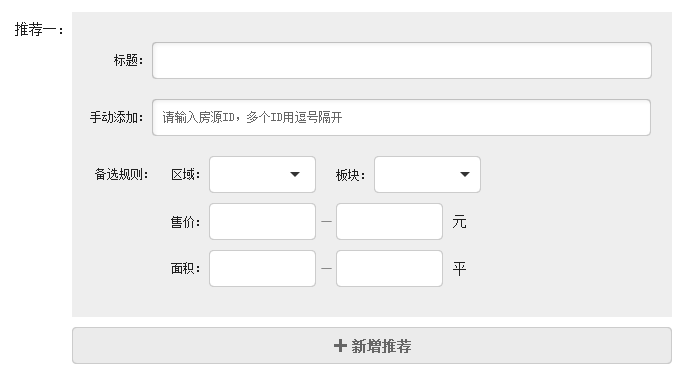 推荐一：
标题：
手动添加： 请输入房源ID，多个ID用逗号隔开
备选规则： 区域： 板块：
售价： — 元
面积： — 平
+ 新增推荐